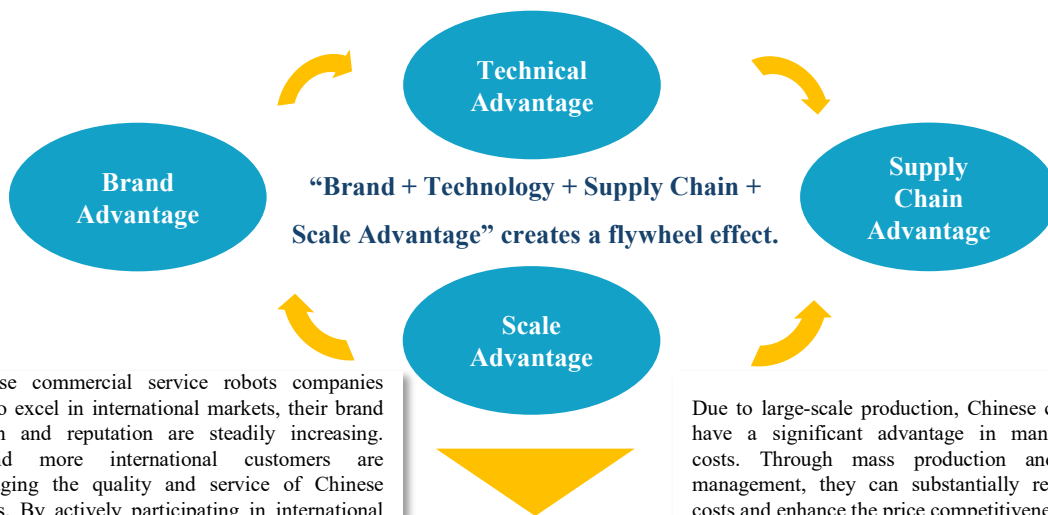 Technical
Advantage
Brand
Advantage
Supply
Chain
Advantage
“Brand + Technology + Supply Chain +
Scale Advantage” creates a flywheel effect.
Scale
Advantage
commercial service robots companies
excel in international markets, their brand
and reputation are steadily increasing.
more international customers are
the quality and service of Chinese
By actively participating in international
Due to large-scale production, Chinese
have a significant advantage in
costs. Through mass production
management, they can substantially
costs and enhance the price